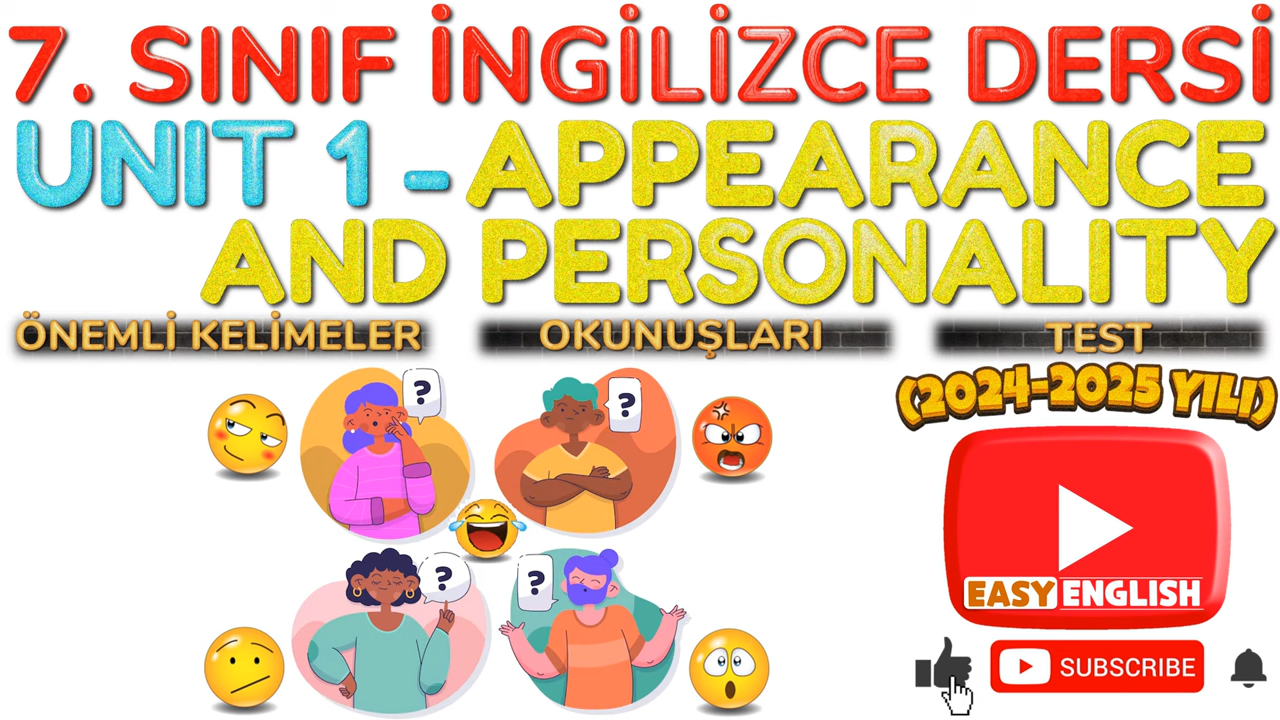 7. SINIF İNGİLİZCE DERSİ
UNIT 1 - APPEARANCE
AND PERSONALITY
ÖNEMLİ KELİMELER
OKUNUŞLARI
TEST
(2024-2025 YILI)
?
?
?
?
EASY ENGLISH
SUBSCRIBE